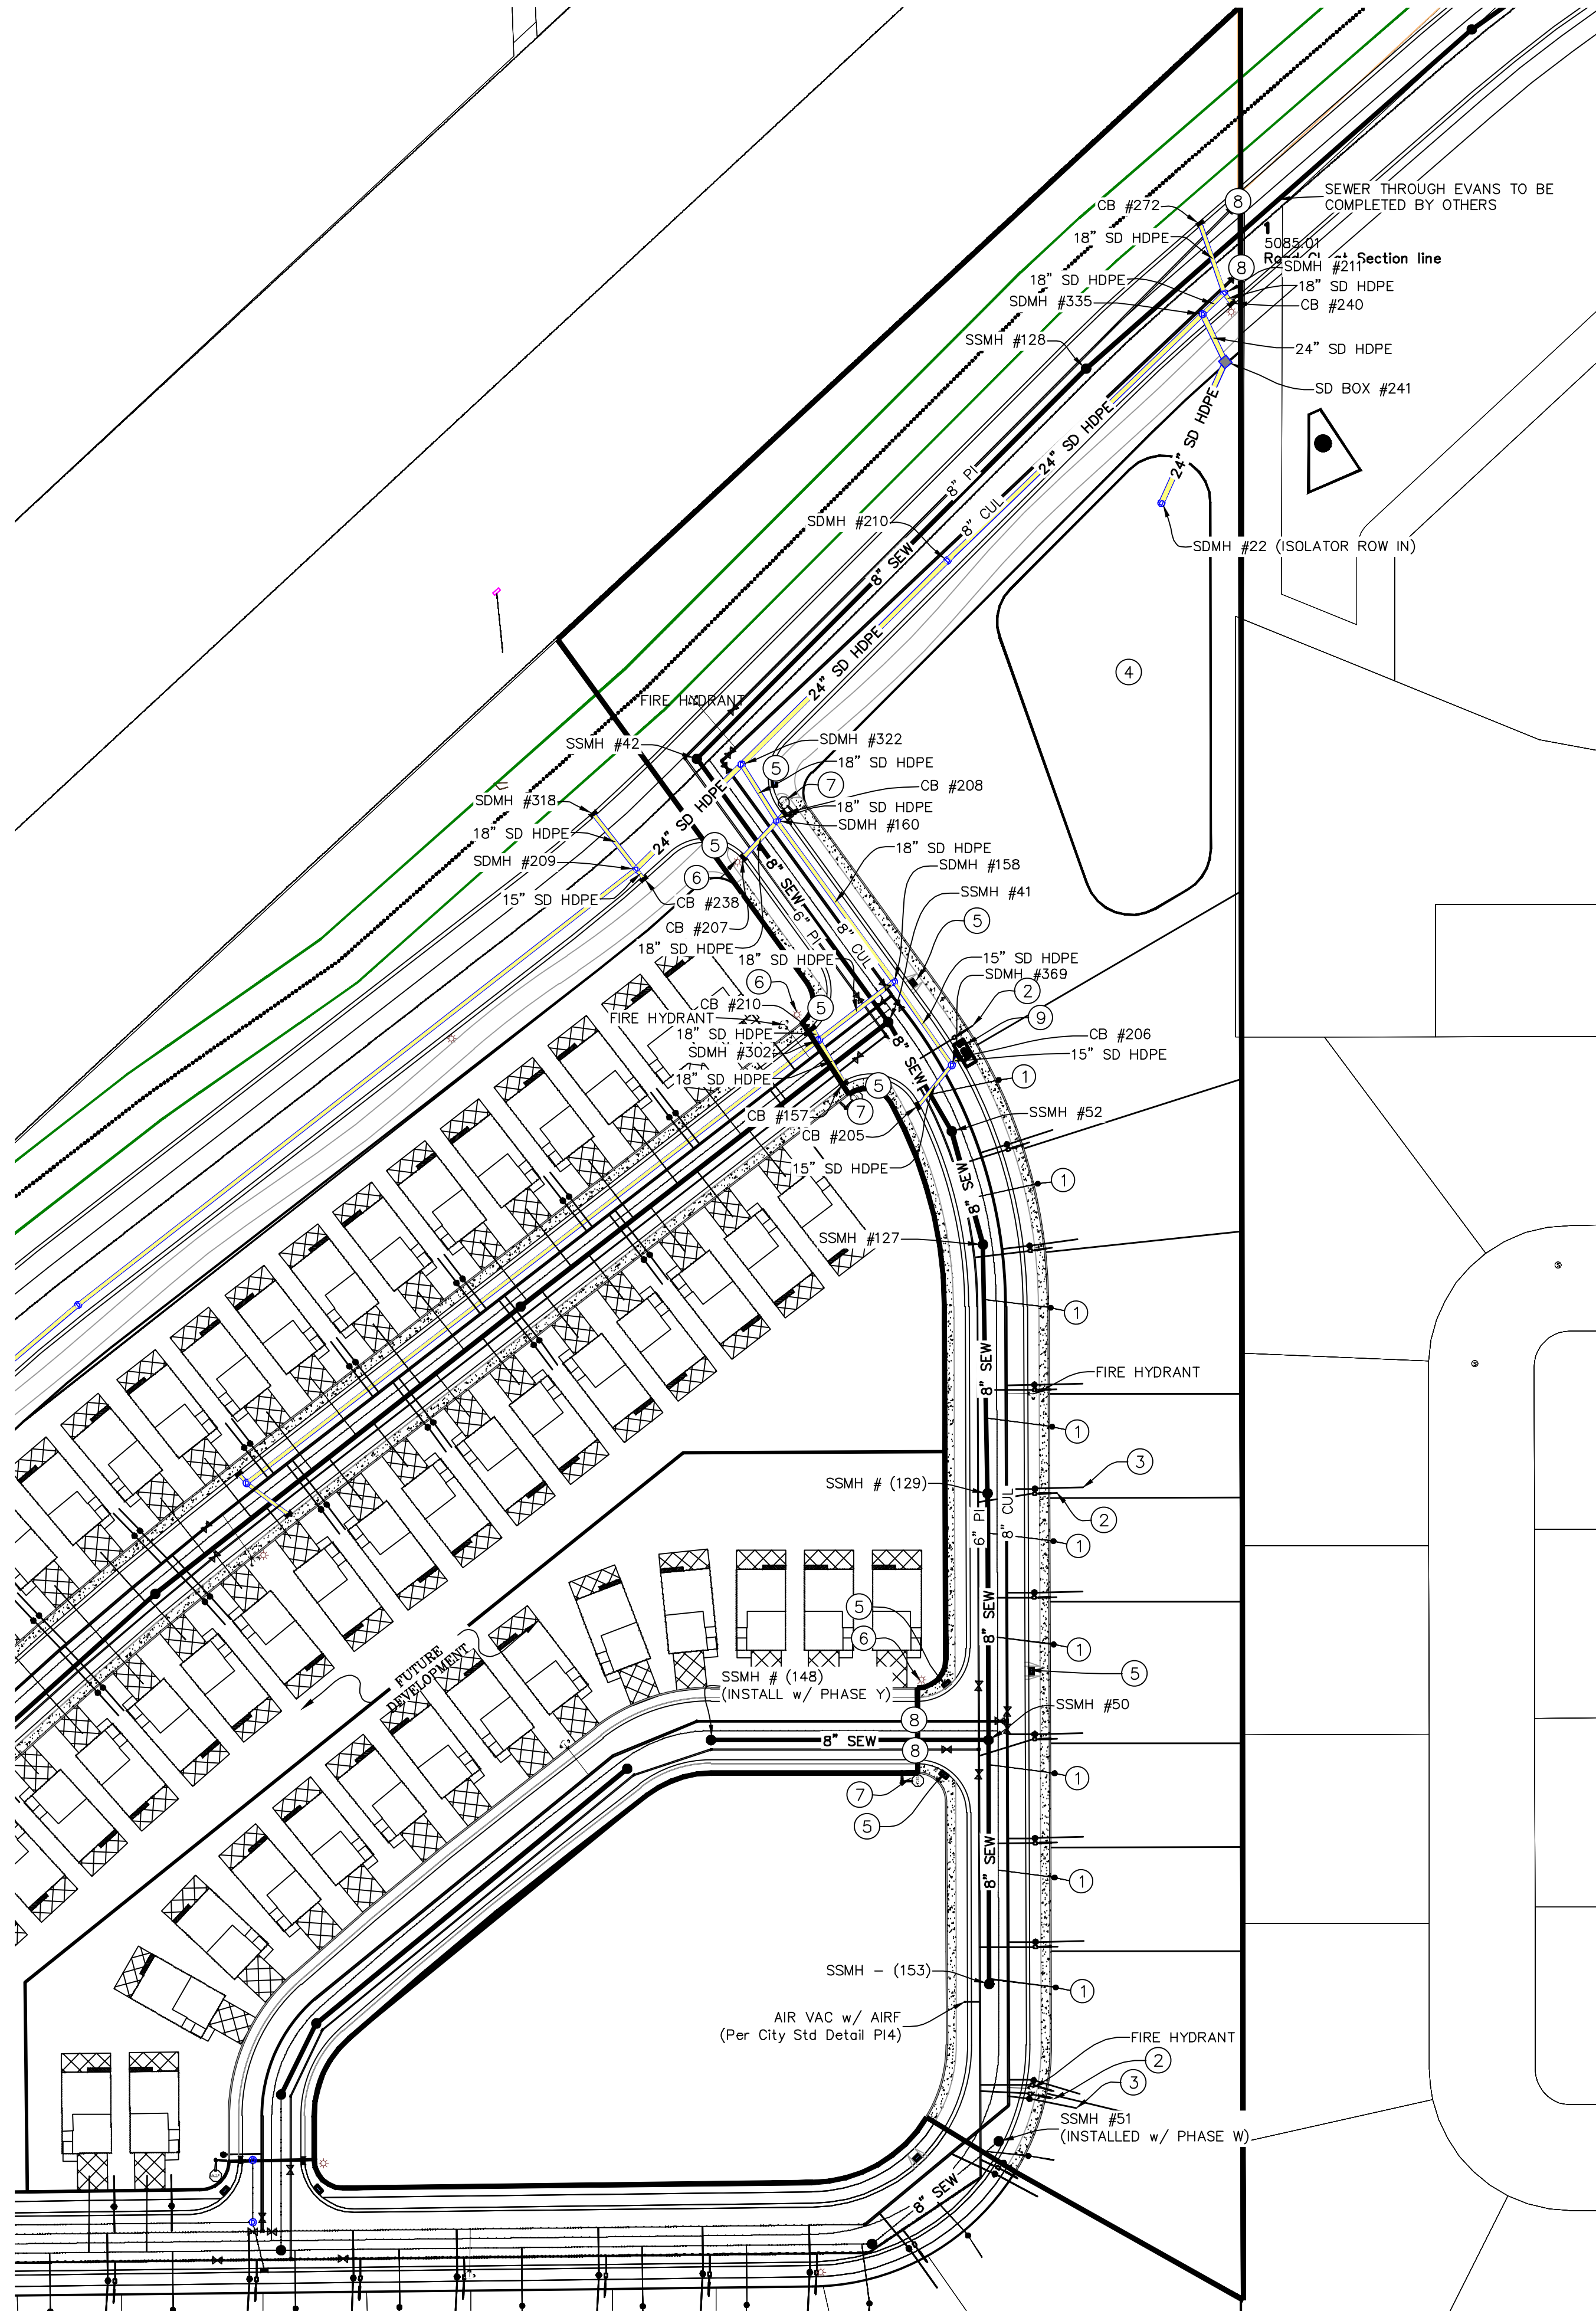 SEWER THROUGH EVANS TO BE
COMPLETED BY OTHERS
8
CB #272
18" SD HDPE
1
5085.01
Section line
8
SDMH #211
18" SD HDPE
18" SD HDPE
SDMH #335
CB #240
SSMH #128
24" SD HDPE
SD BOX #241
24" SD HDPE
24" SD HDPE
8" PI
8" CUL
SDMH #210
8" SEW
SDMH #22 (ISOLATOR ROW IN)
24" SD HDPE
4
FIRE HYDRANT
SSMH #42
SDMH #322
18" SD HDPE
5
7
CB #208
18" SD HDPE
SDMH #160
SDMH #318
18" SD HDPE
24" SD HDPE
5
SDMH #209
18" SD HDPE
SDMH #158
6
15" SD HDPE
CB #238
8" SEW
SSMH #41
6" PI
8" CUL
CB #207
18" SD HDPE
5
18" SD HDPE
15" SD HDPE
SDMH #369
6
2
CB #210
5
FIRE HYDRANT
9
18" SD HDPE
CB #206
SDMH #302
8" SEW
15" SD HDPE
18" SD HDPE
5
1
CB #157
7
SSMH #52
CB #205
15" SD HDPE
8" SEW
1
SSMH #127
1
8" SEW
FIRE HYDRANT
1
SSMH # (129)
3
6" PI
8" CUL
2
1
5
8" SEW
6
1
FUTURE
DEVELOPMENT
SSMH # (148)
(INSTALL w/ PHASE Y)
5
SSMH #50
8
8" SEW
8
1
7
5
8" SEW
1
SSMH - (153)
1
AIR VAC w/ AIRF
(Per City Std Detail PI4)
FIRE HYDRANT
2
3
SSMH #51
(INSTALLED w/ PHASE W)
8" SEW